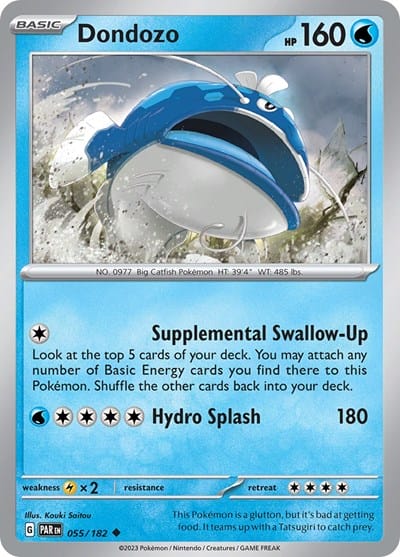 BASIC
Dondozo
HP 160
NO. 0977 Big Catfish Pokémon HT: 39'4" WT: 485 lbs.
Supplemental Swallow-Up
Look at the top 5 cards of your deck. You may attach any
number of Basic Energy cards you find there to this
Pokémon. Shuffle the other cards back into your deck.
Hydro Splash 180
weakness ×2 resistance retreat
Illus. Kouki Saitou
This Pokémon is a glutton, but it's bad at getting
food. It teams up with a Tatsugiri to catch prey.
G PAR EN 055/182
©2023 Pokémon / Nintendo / Creatures / GAME FREAK